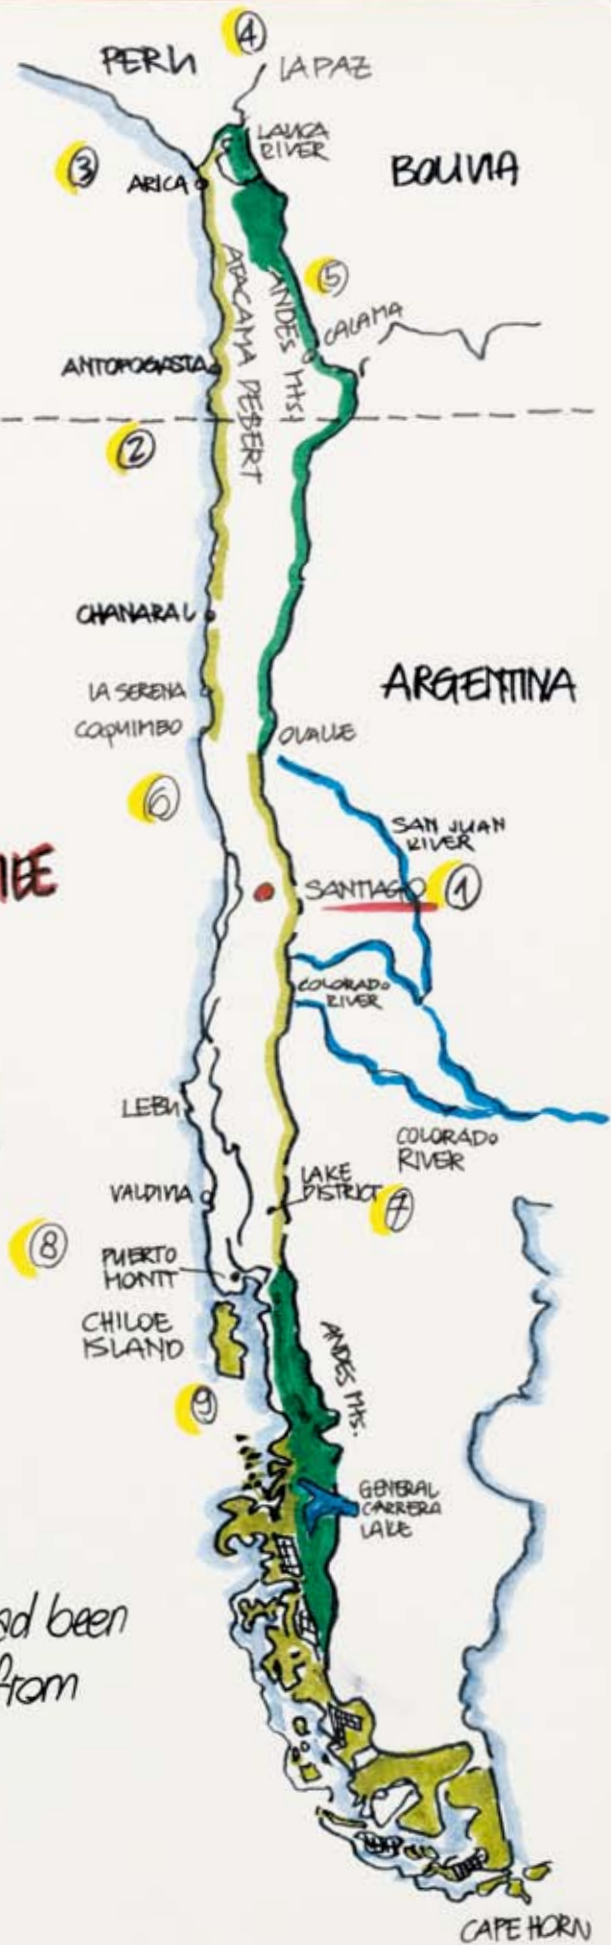 4
PERU
LA PAZ
LAUCA
RIVER
BOLIVIA
3
ARICA
5
ATACAMA DESERT
ANDES MTS.
CALAMA
ANTOFOGASTA
2
CHANARAL
LA SERENA
COQUIMBO
ARGENTINA
OVALLE
6
SAN JUAN
RIVER
SANTIAGO
1
COLORADO
RIVER
LEBU
COLORADO
RIVER
VALDIVIA
LAKE
DISTRICT
7
8
PUERTO
MONTT
CHILOE
ISLAND
ANDES MTS.
9
GENERAL
CARRERA
LAKE
been
from
CAPE HORN